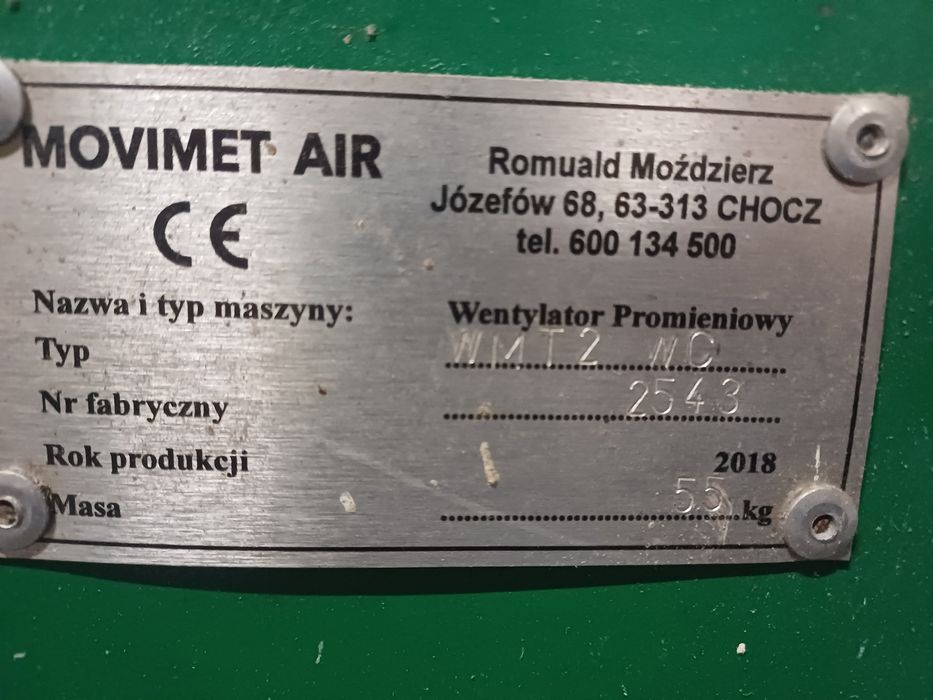 MOVIMET AIR
CE
Romuald Moździerz
Józefów 68, 63-313 CHOCZ
tel. 600 134 500
Nazwa i typ maszyny: Wentylator Promieniowy
Typ WMT2 WC
Nr fabryczny 2543
Rok produkcji 2018
Masa 55 kg